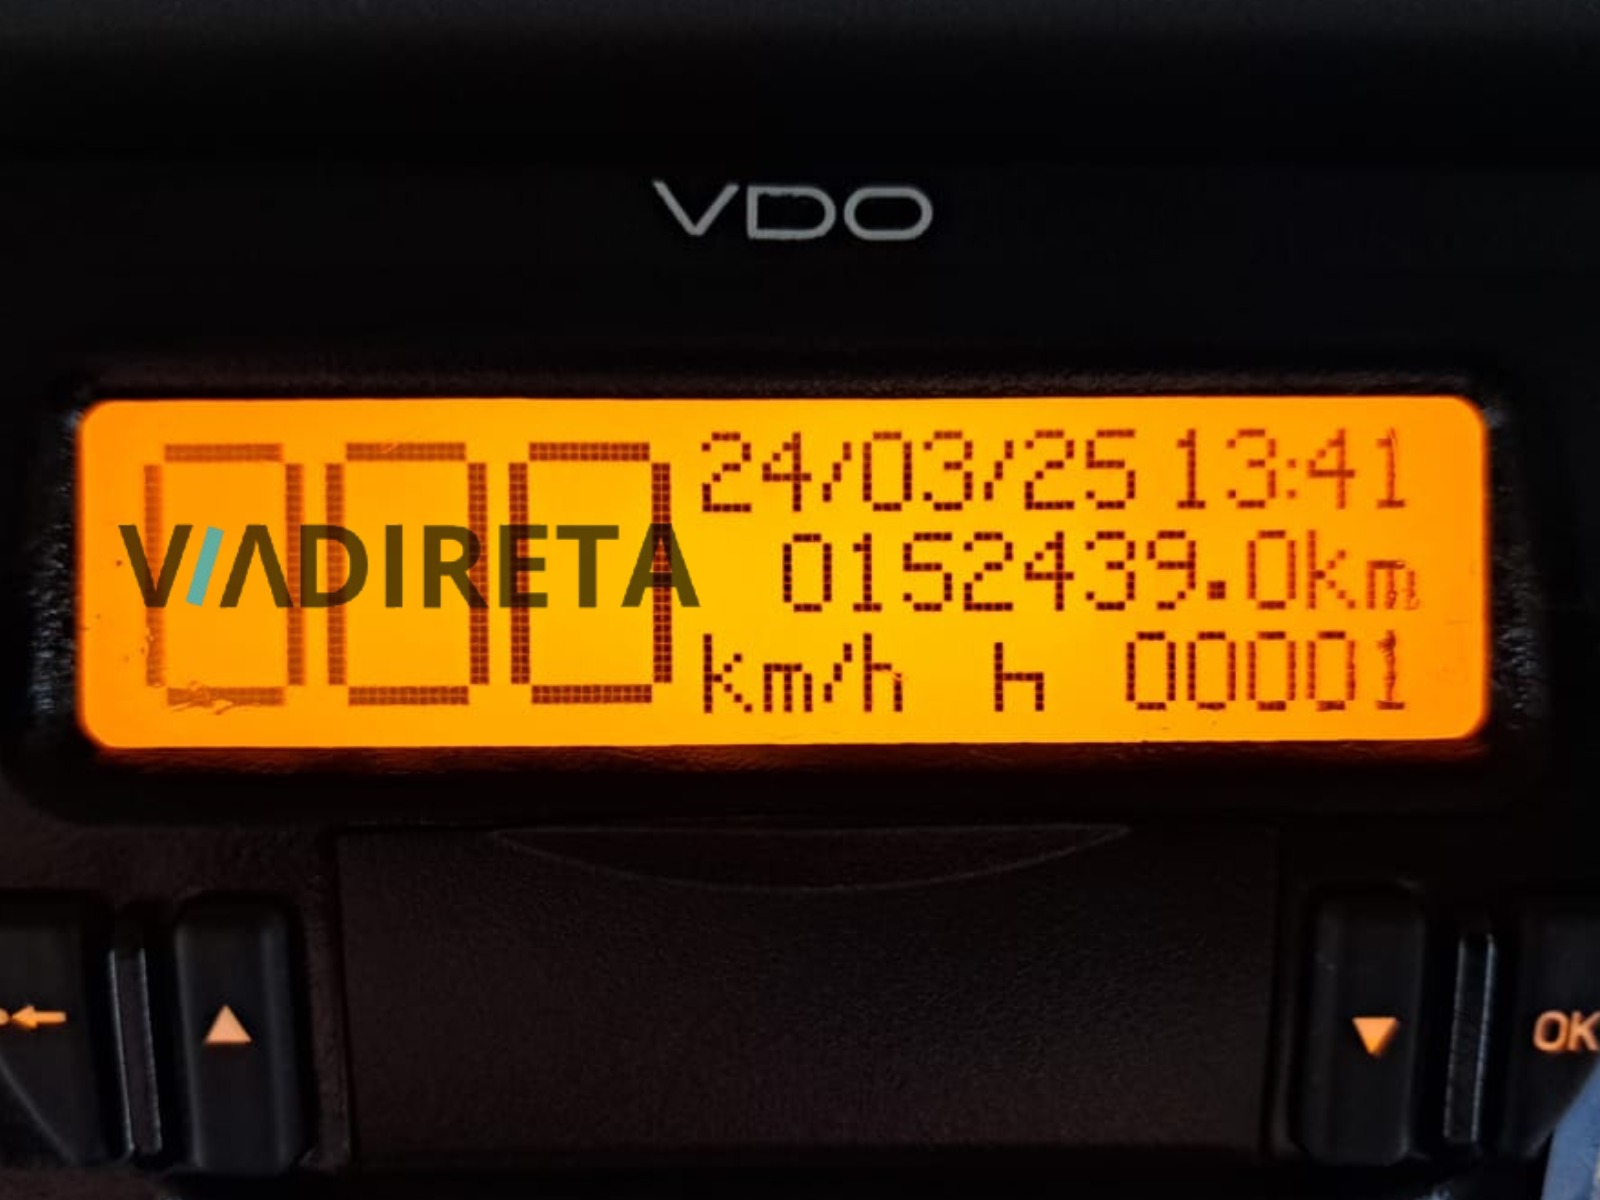 VDO
000
24/03/25 13:41
0152439.0km
km/h h 00001
VIADIRETA
OK